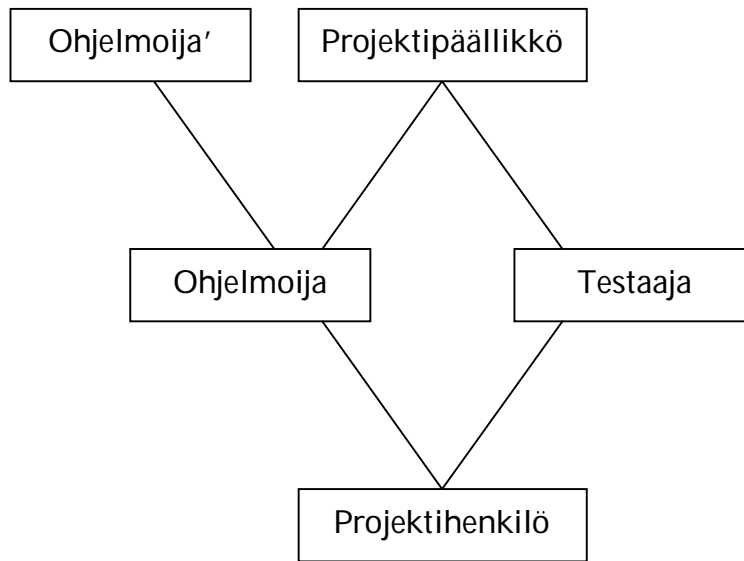 Ohjelmoija’
Projektipäällikkö
Ohjelmoija
Testaaja
Projektihenkilö